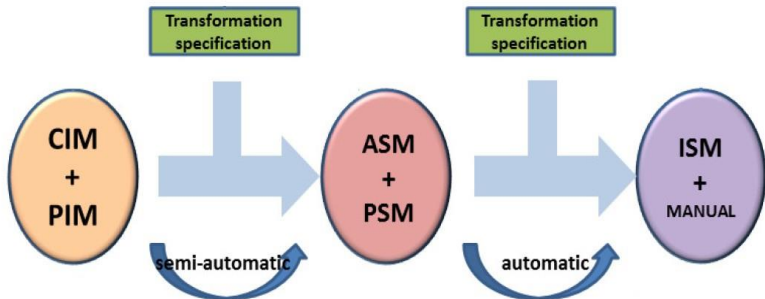 Transformation
specification
Transformation
specification
CIM
+
PIM
ASM
+
PSM
ISM
+
MANUAL
semi-automatic
automatic